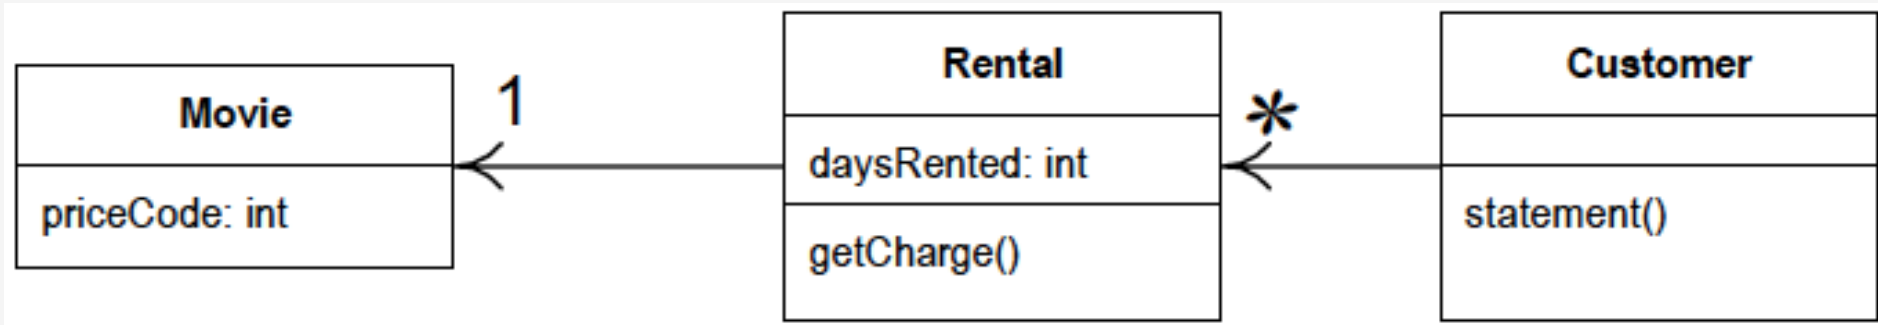 Movie
priceCode: int
1
Rental
daysRented: int
getCharge()
*
Customer
statement()